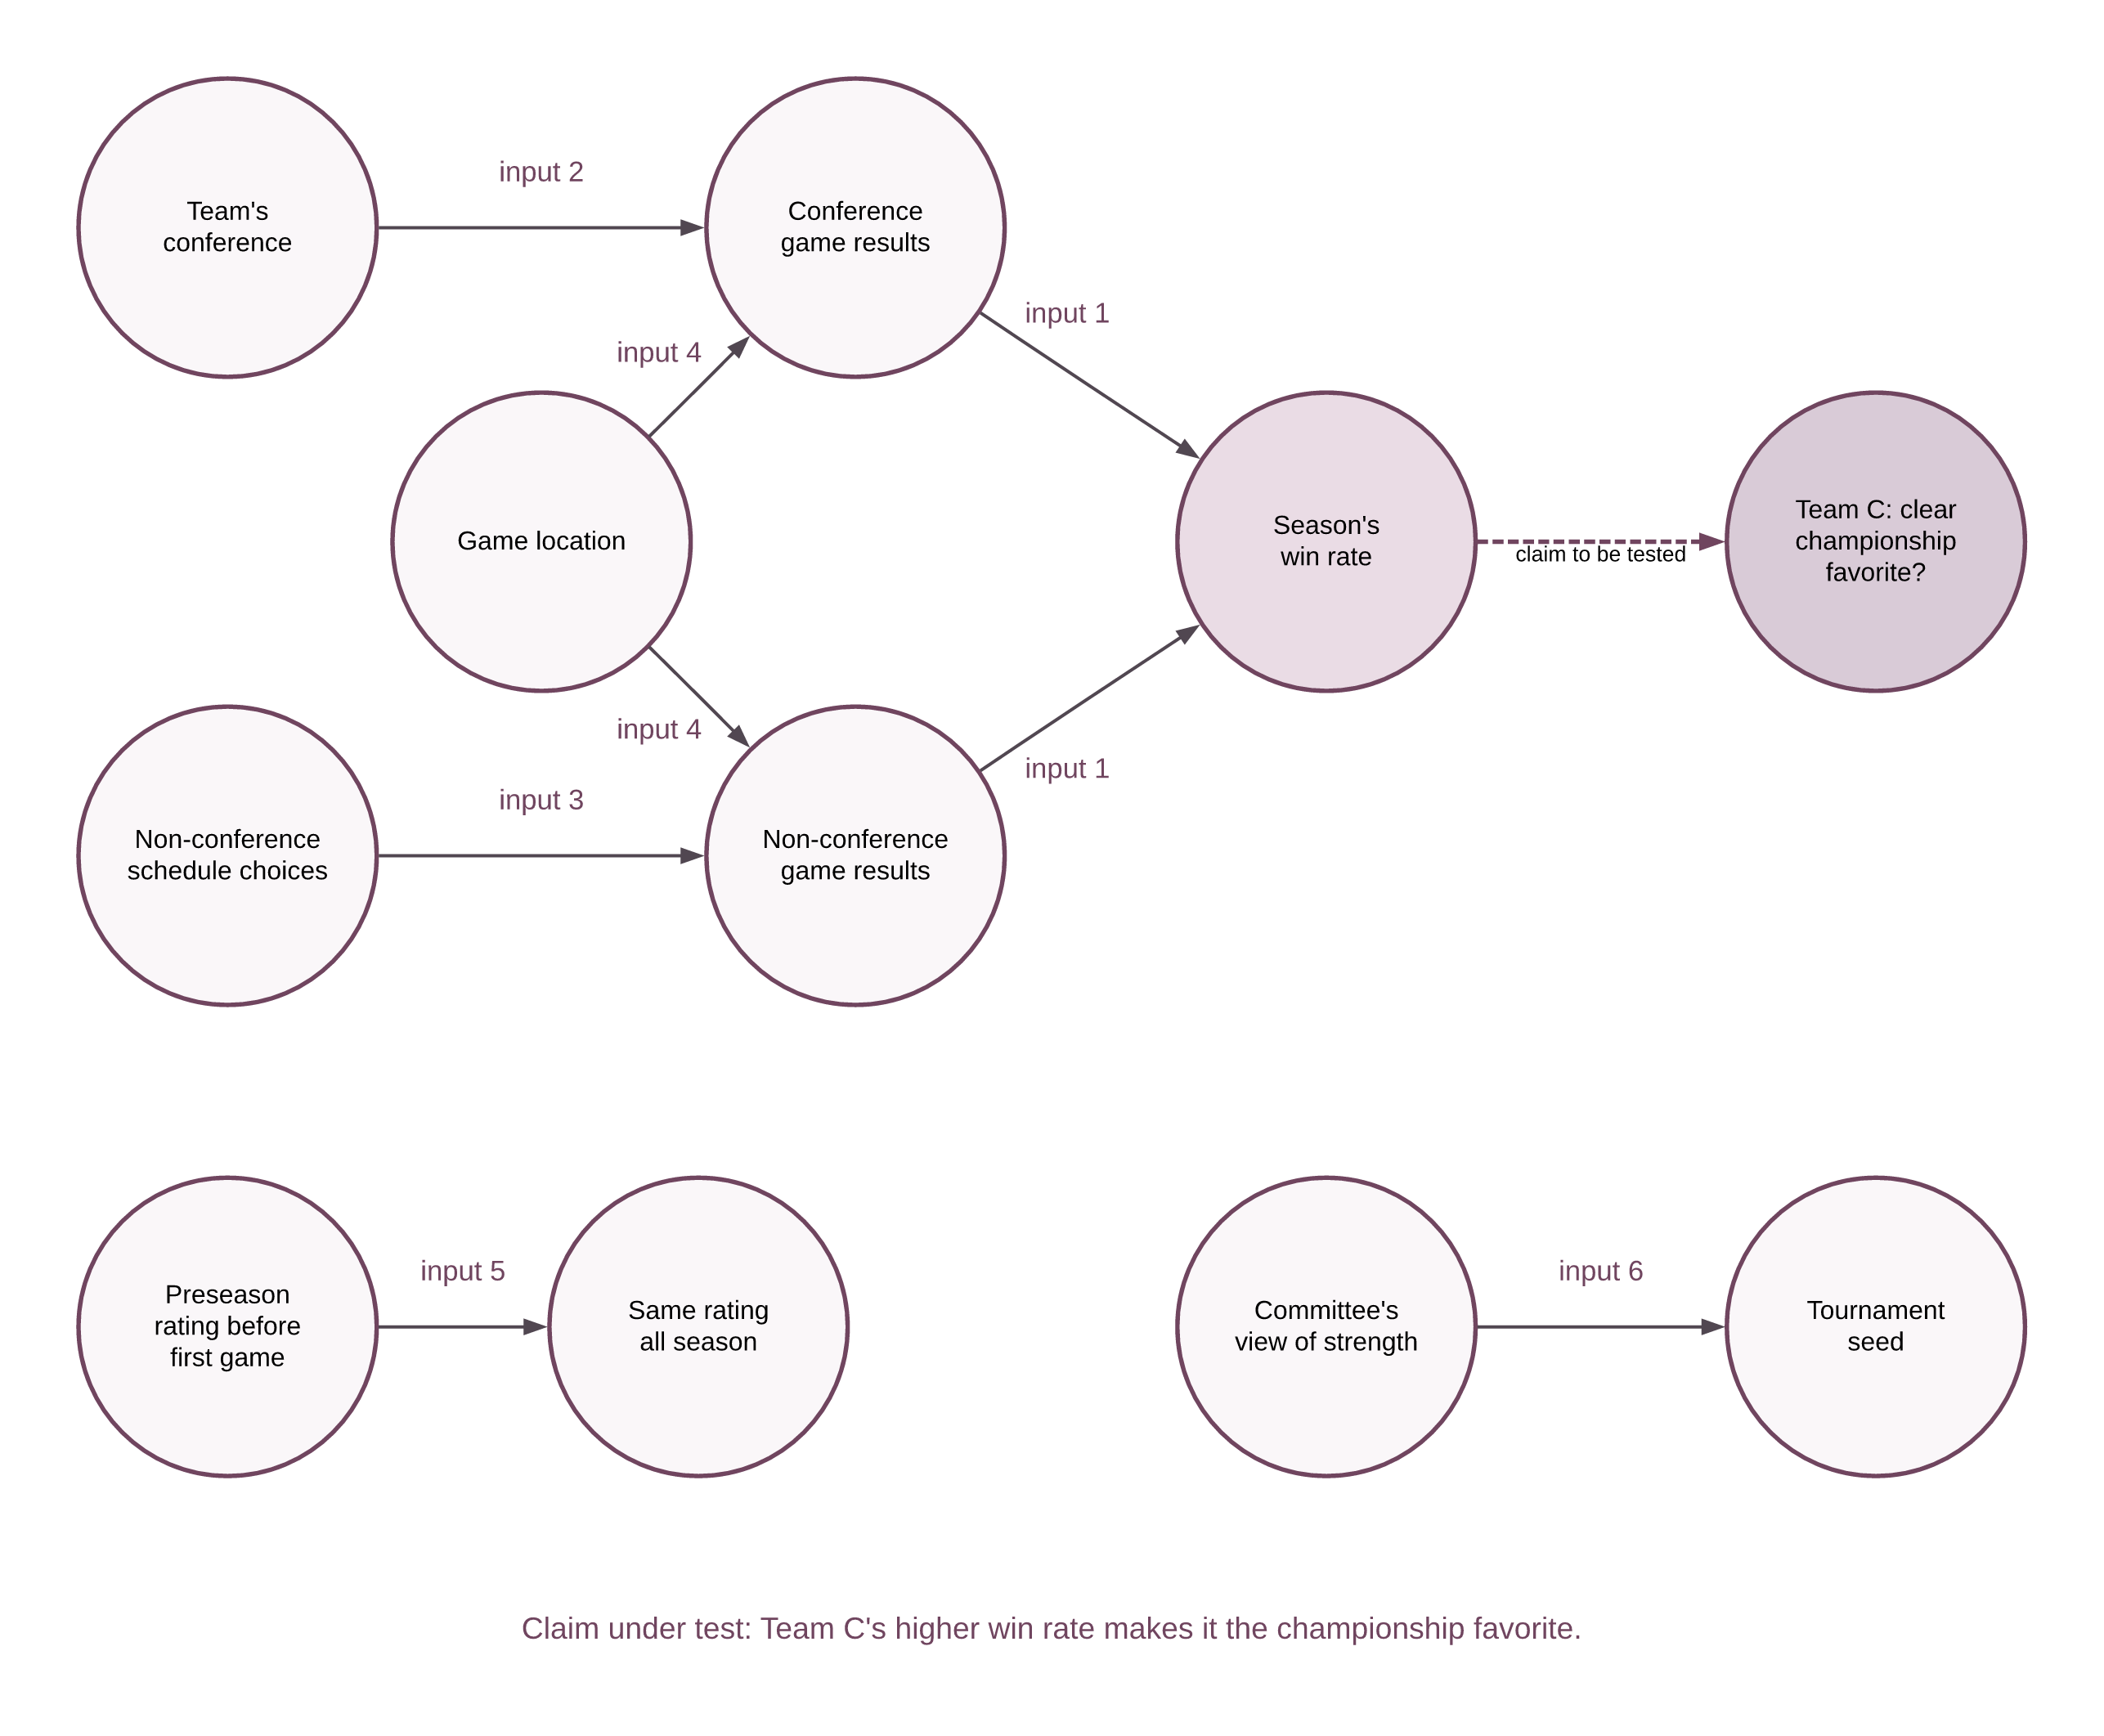 input 2
Team's
conference
Conference
game results
input 1
input 4
Game location
Season's
win rate
claim to be tested
Team C: clear
championship
favorite?
input 4
input 1
input 3
Non-conference
schedule choices
Non-conference
game results
input 5
Preseason
rating before
first game
Same rating
all season
input 6
Committee's
view of strength
Tournament
seed
Claim under test: Team C's higher win rate makes it the championship favorite.